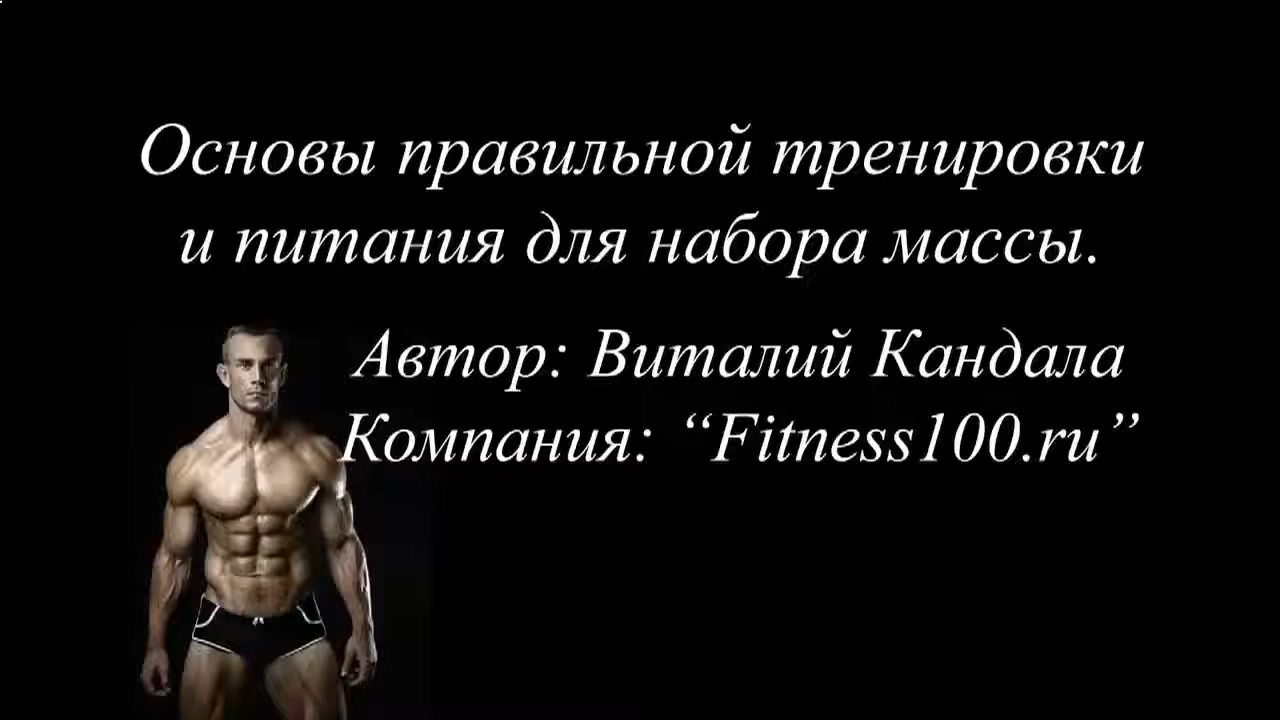 Основы правильной тренировки
и питания для набора массы.
Автор: Виталий Кандала
Компания: “Fitness100.ru”